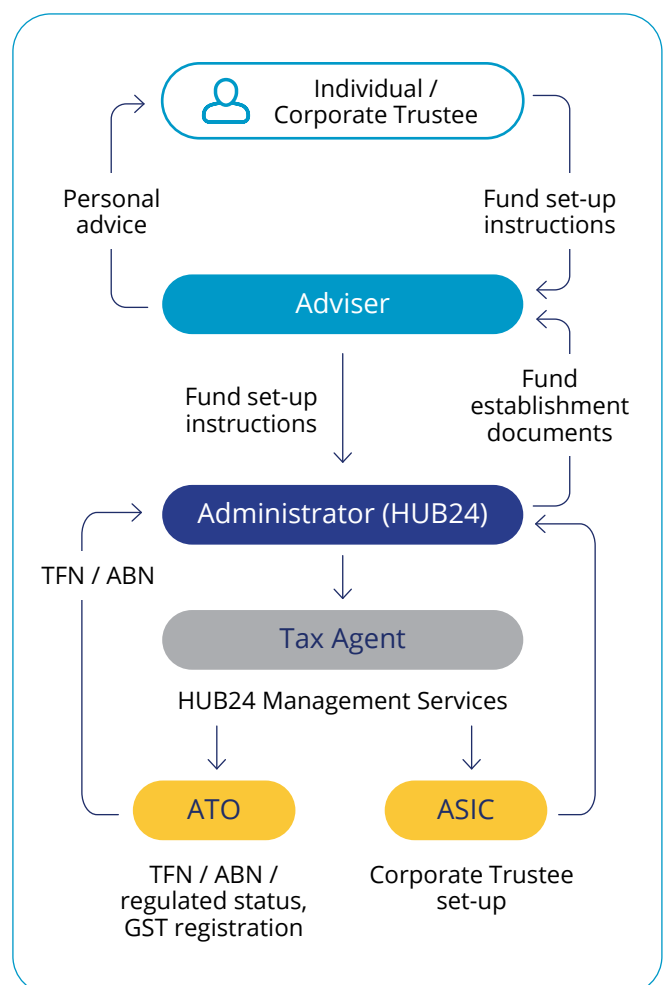 Individual /
Corporate Trustee
Personal
advice
Fund set-up
instructions
Adviser
Fund set-up
instructions
Fund
establishment
documents
Administrator (HUB24)
TFN / ABN
Tax Agent
HUB24 Management Services
ATO
ASIC
TFN / ABN /
regulated status,
GST registration
Corporate Trustee
set-up